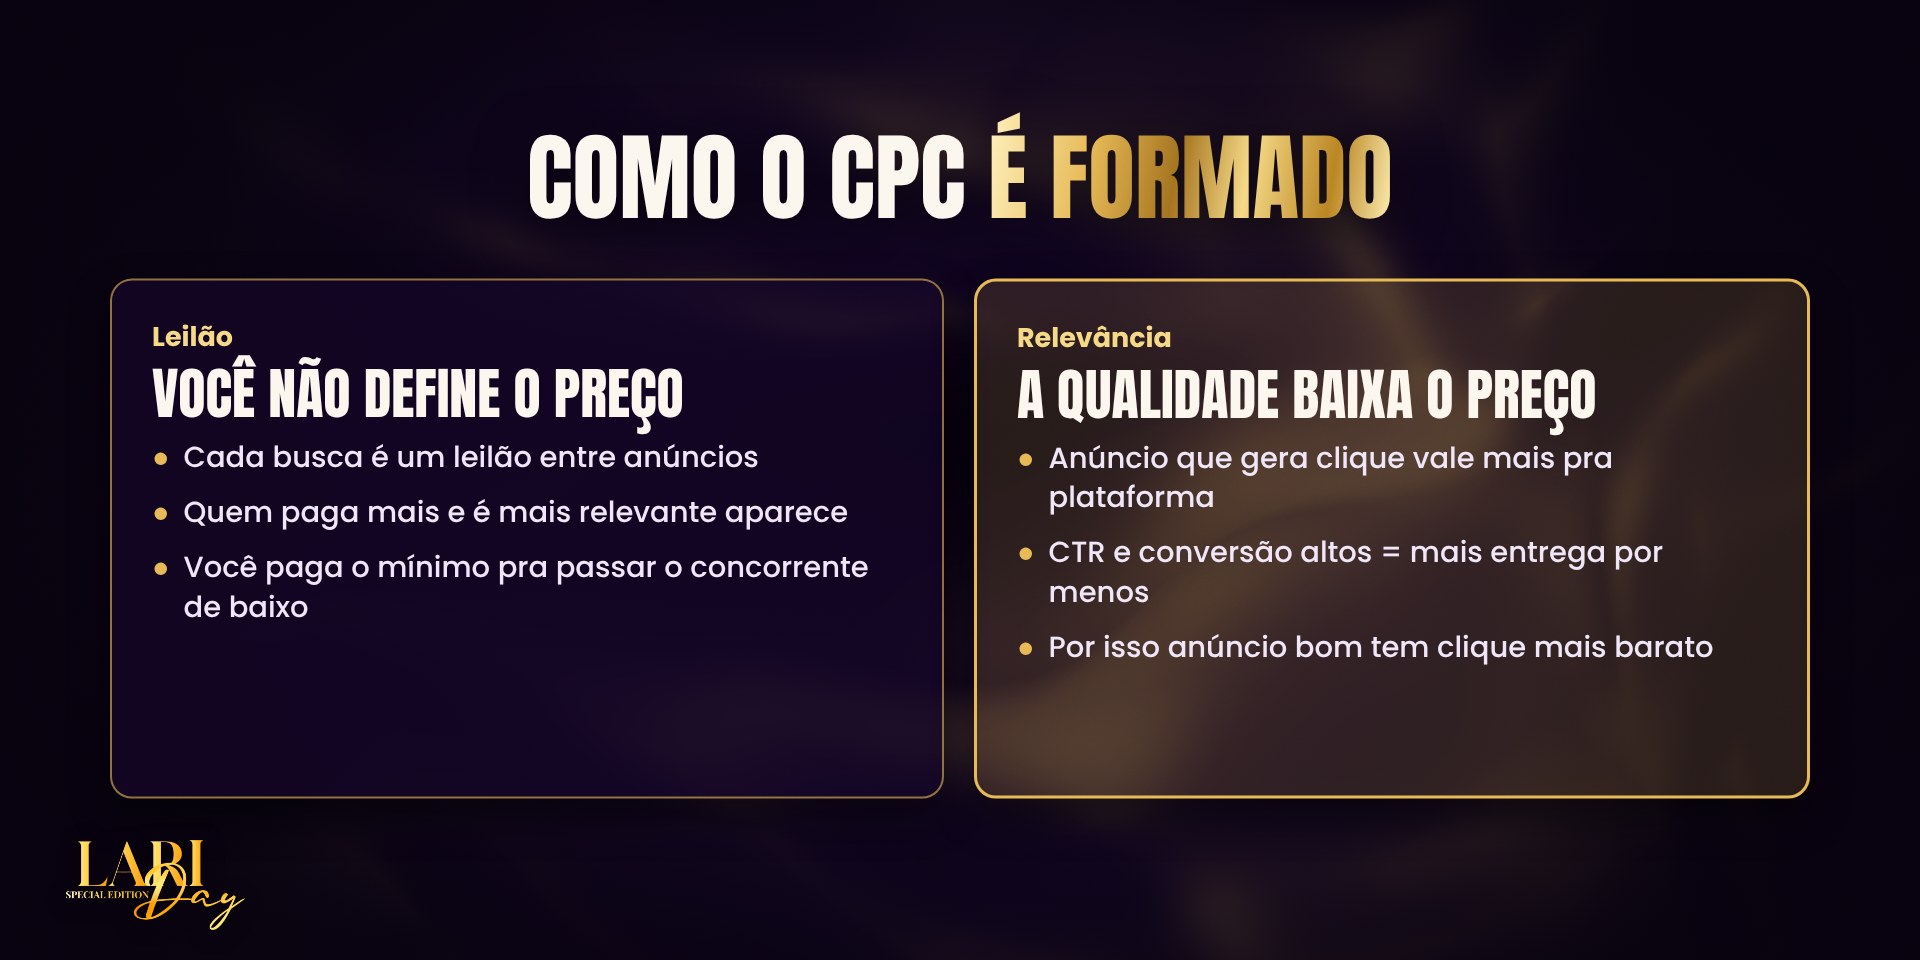 COMO O CPC É FORMADO
Leilão
VOCÊ NÃO DEFINE O PREÇO
Cada busca é um leilão entre anúncios
Quem paga mais e é mais relevante aparece
Você paga o mínimo pra passar o concorrente
de baixo
Relevância
A QUALIDADE BAIXA O PREÇO
Anúncio que gera clique vale mais pra
plataforma
CTR e conversão altos = mais entrega por
menos
Por isso anúncio bom tem clique mais barato
LABI
SPECIAL EDITION
Day